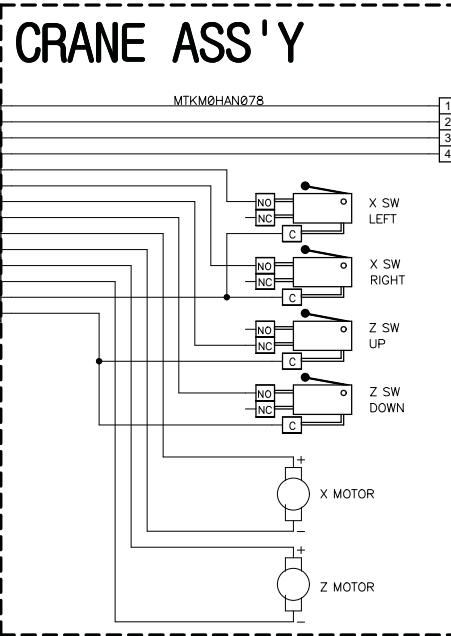 CRANE ASS'Y
MTKM0HAN078
1
2
3
4
NO
NC
C
X SW
LEFT
NO
NC
C
X SW
RIGHT
NO
NC
C
Z SW
UP
NO
NC
C
Z SW
DOWN
+
X MOTOR
-
+
Z MOTOR
-